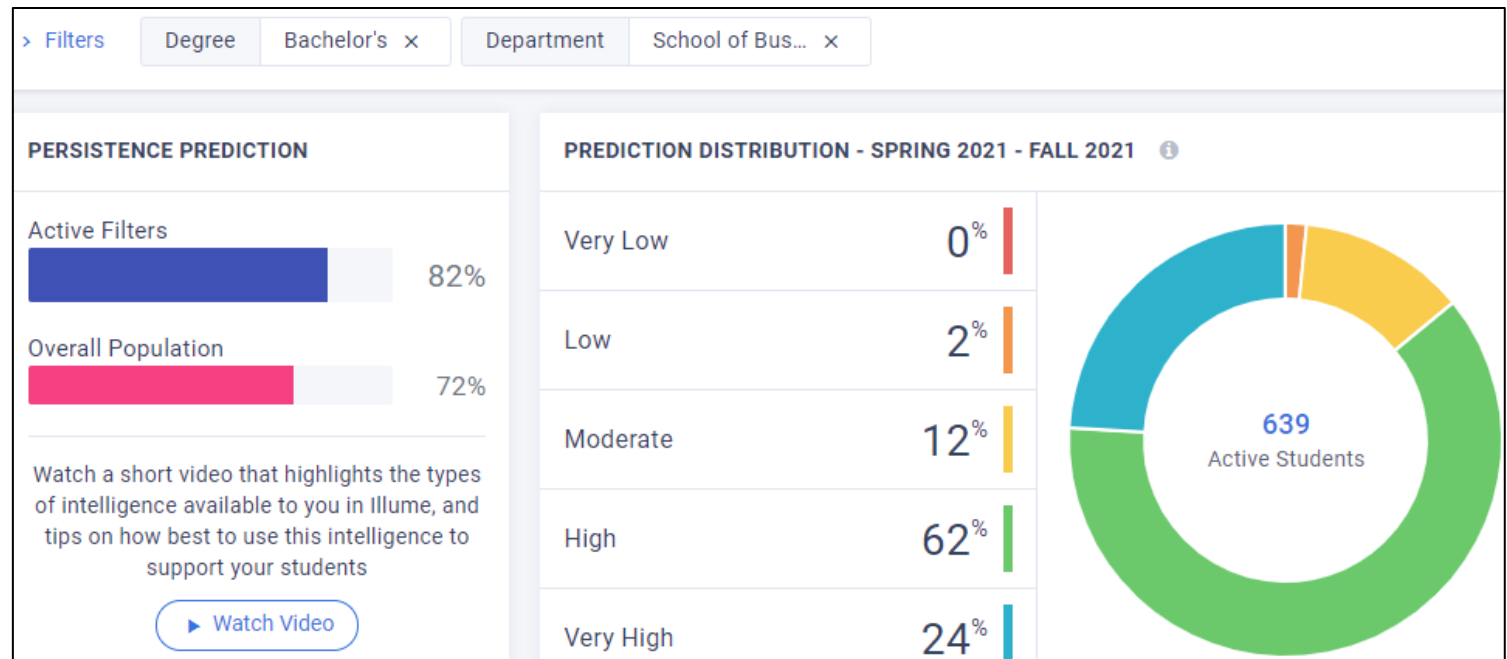 › Filters Degree Bachelor's × Department School of Bus... ×
PERSISTENCE PREDICTION
Active Filters
82%
Overall Population
72%
Watch a short video that highlights the types
of intelligence available to you in Illume, and
tips on how best to use this intelligence to
support your students
Watch Video
PREDICTION DISTRIBUTION - SPRING 2021 - FALL 2021
Very Low 0%
Low 2%
Moderate 12%
High 62%
Very High 24%
639
Active Students